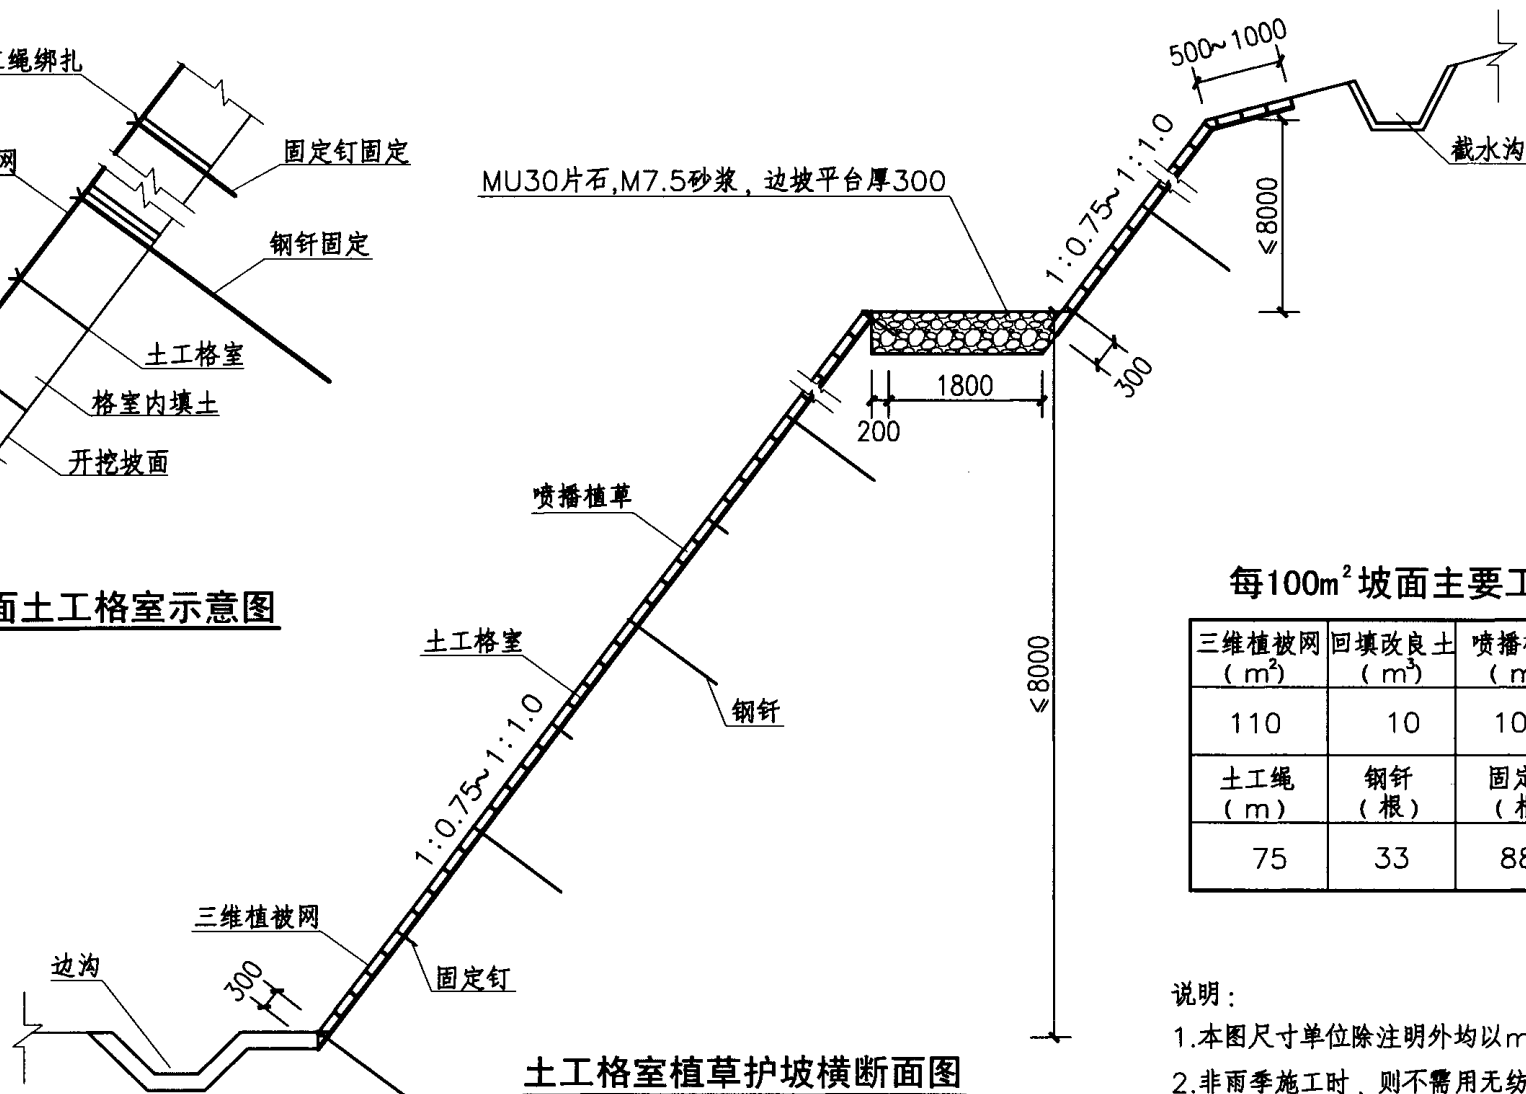 工绳绑扎
网
固定钉固定
钢钎固定
土工格室
格室内填土
开挖坡面
面土工格室示意图
500~1000
截水沟
MU30片石,M7.5砂浆，边坡平台厚300
1:0.75~1:1.0
≤8000
300
1800
200
喷播植草
土工格室
钢钎
1:0.75~1:1.0
≤8000
三维植被网
固定钉
边沟
300
土工格室植草护坡横断面图
每100m²坡面主要工
三维植被网 回填改良土 喷播
(m²) (m³) (m
110 10 10
土工绳 钢钎 固定
(m) (根) (
75 33 88
说明：
1.本图尺寸单位除注明外均以m
2.非雨季施工时，则不需用无纺